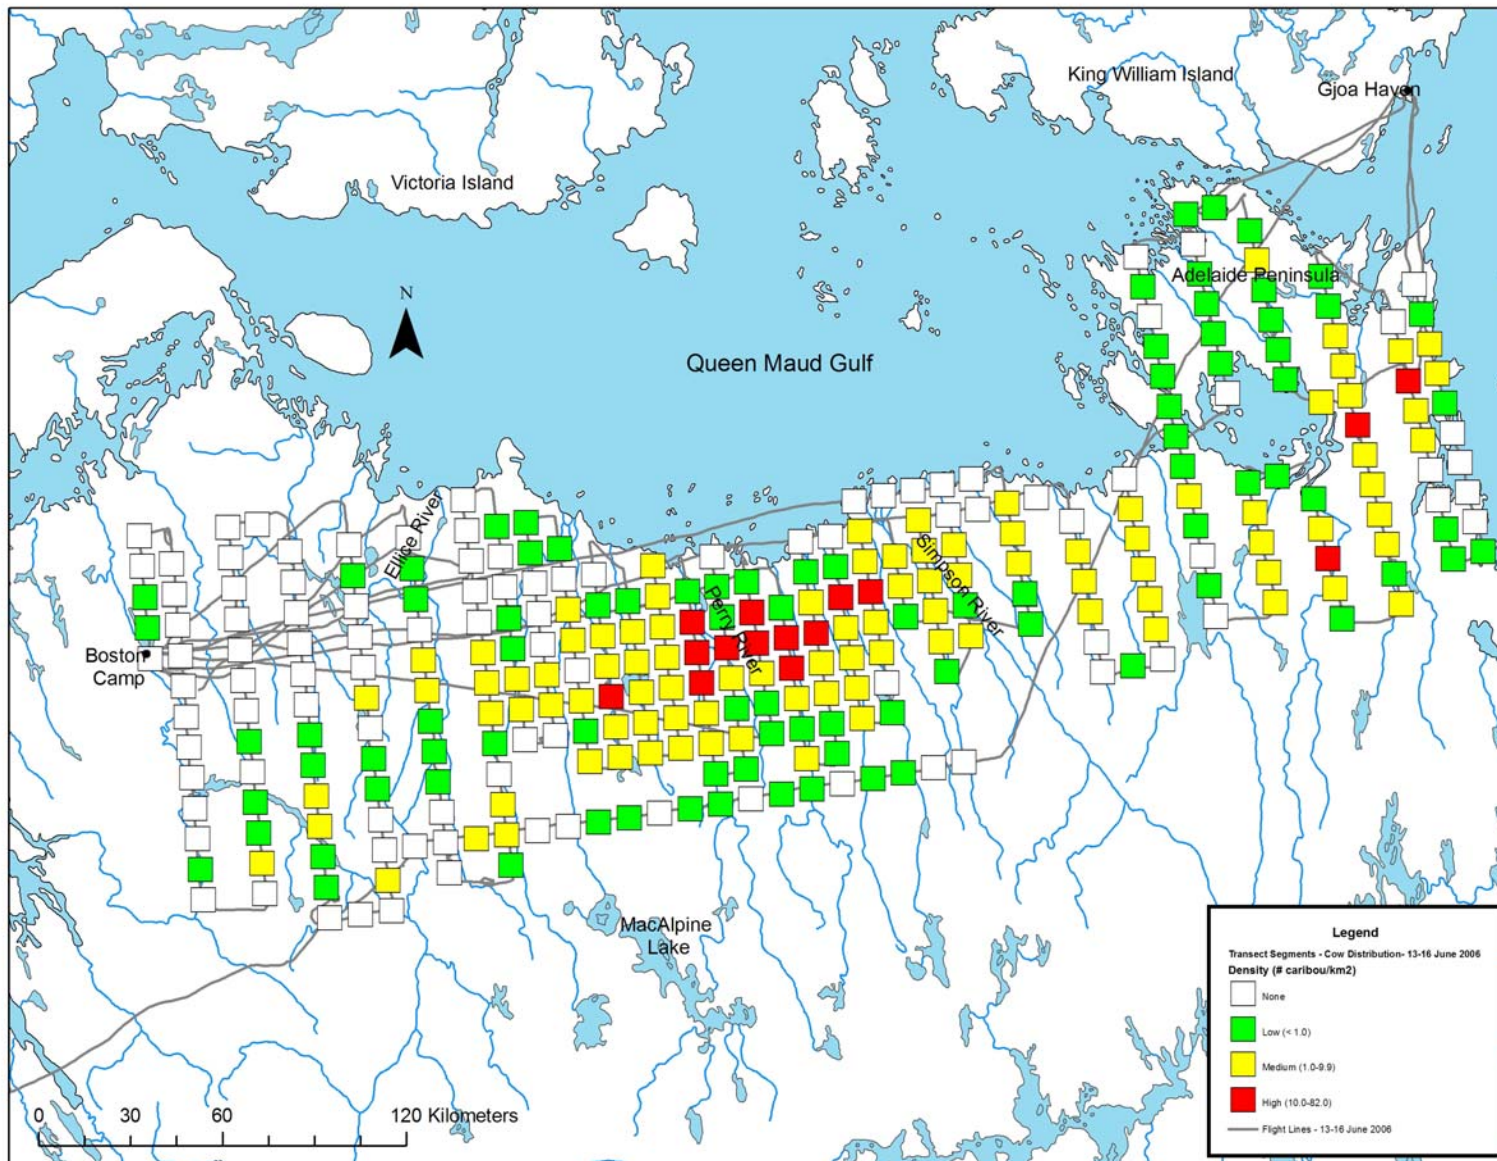 King William Island
Gjoa Haven
Victoria Island
Adelaide Peninsula
N
Queen Maud Gulf
Ellice River
Simpson River
Perry River
Boston
Camp
MacAlpine
Lake
Legend
Transect Segments - Cow Distribution- 13-16 June 2006
Density (# caribou/km2)
None
Low (< 1.0)
Medium (1.0-9.9)
High (10.0-82.0)
Flight Lines - 13-16 June 2006
0 30 60 120 Kilometers